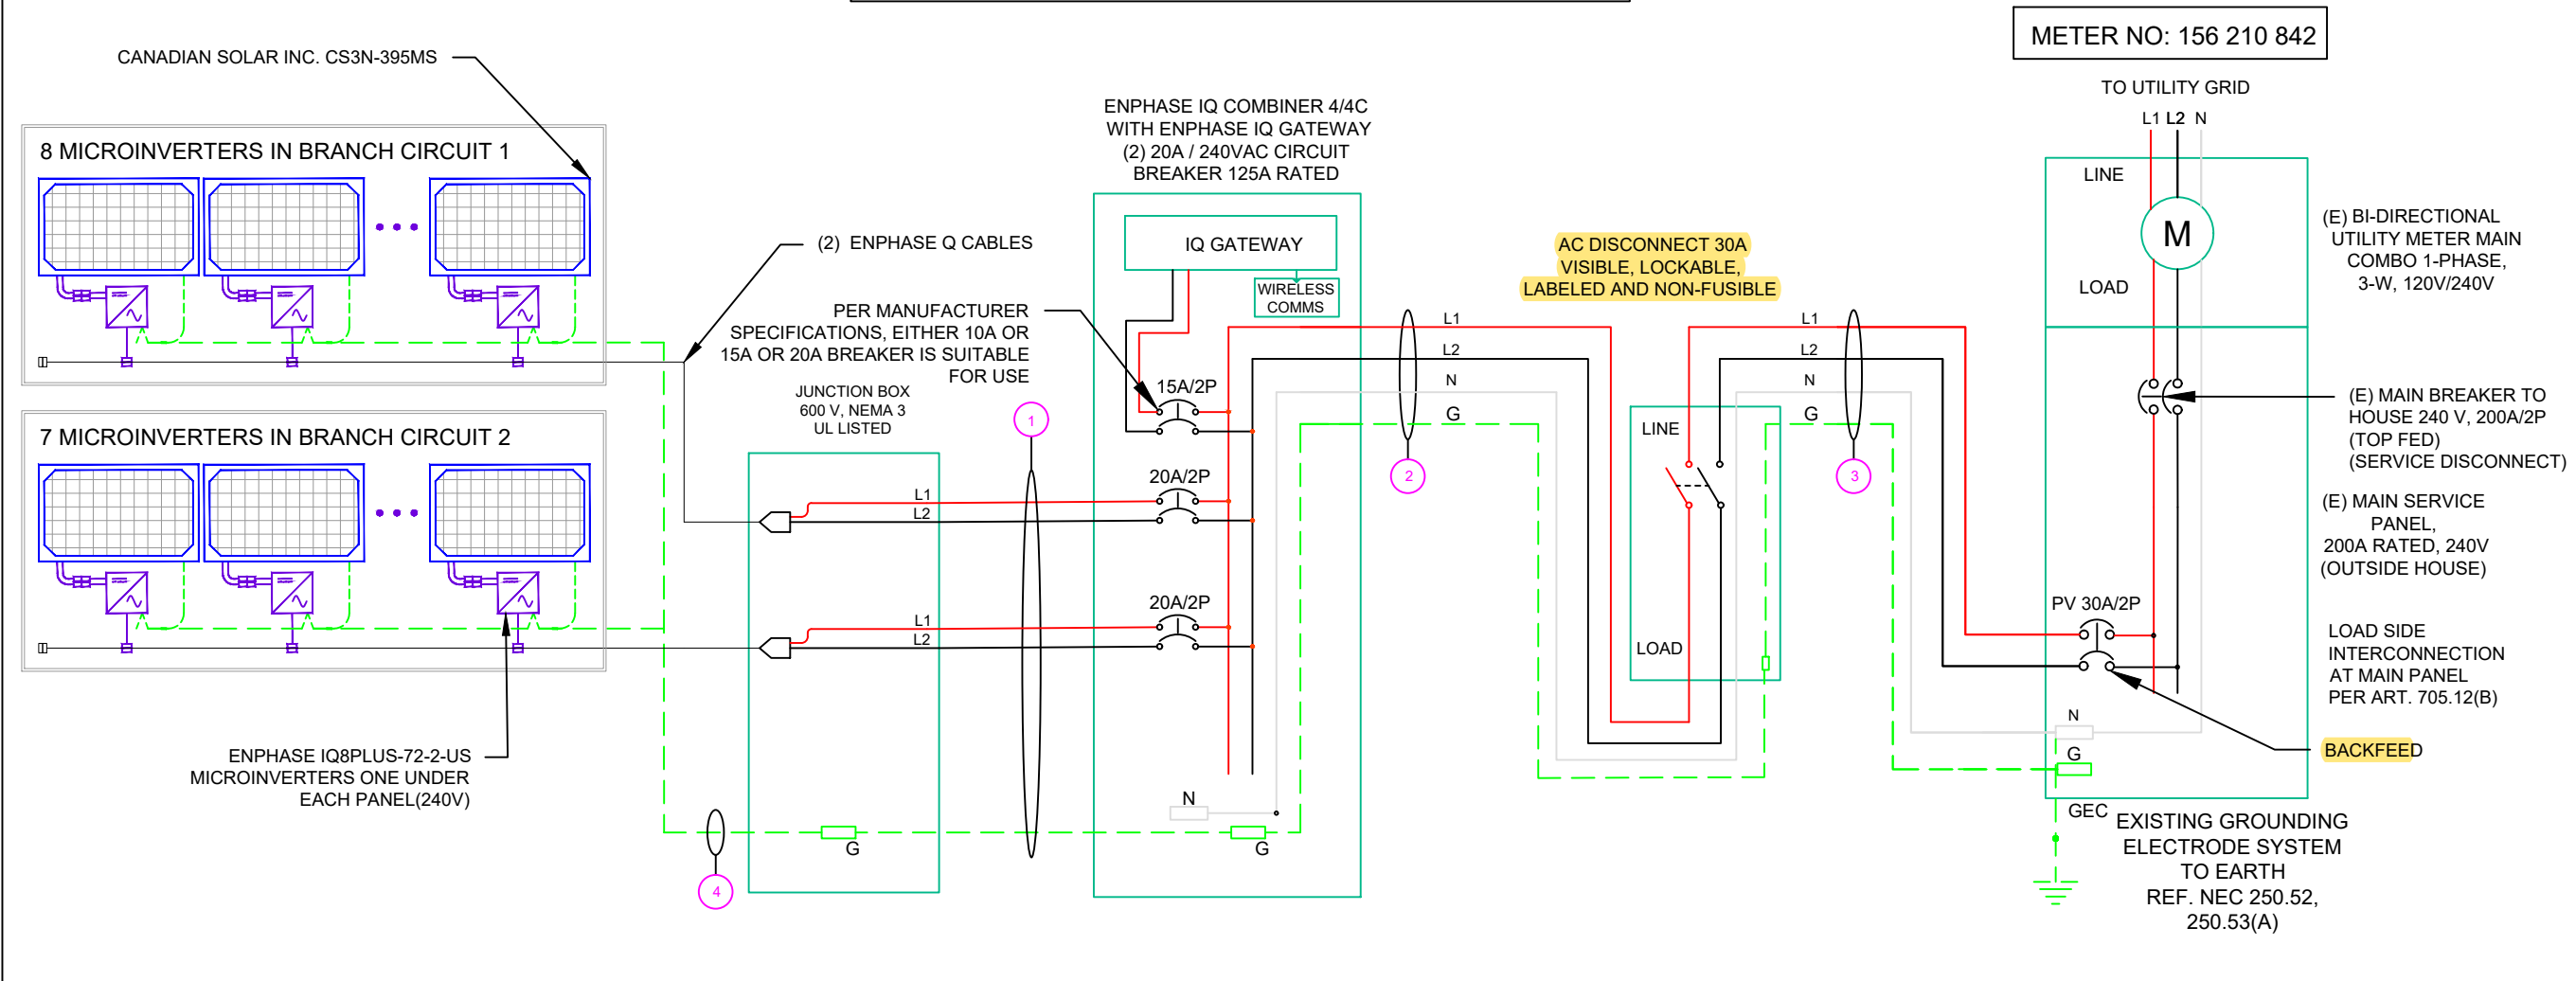 METER NO: 156 210 842
CANADIAN SOLAR INC. CS3N-395MS
TO UTILITY GRID
L1 L2 N
8 MICROINVERTERS IN BRANCH CIRCUIT 1
ENPHASE IQ COMBINER 4/4C
WITH ENPHASE IQ GATEWAY
(2) 20A / 240VAC CIRCUIT
BREAKER 125A RATED
LINE
M
LOAD
(E) BI-DIRECTIONAL
UTILITY METER MAIN
COMBO 1-PHASE,
3-W, 120V/240V
(2) ENPHASE Q CABLES
IQ GATEWAY
WIRELESS
COMMS
AC DISCONNECT 30A
VISIBLE, LOCKABLE,
LABELED AND NON-FUSIBLE
PER MANUFACTURER
SPECIFICATIONS, EITHER 10A OR
15A OR 20A BREAKER IS SUITABLE
FOR USE
JUNCTION BOX
600 V, NEMA 3
UL LISTED
1
15A/2P
L1
L2
N
G
2
L1
L2
N
G
3
LINE
LOAD
(E) MAIN BREAKER TO
HOUSE 240 V, 200A/2P
(TOP FED)
(SERVICE DISCONNECT)
(E) MAIN SERVICE
PANEL,
200A RATED, 240V
(OUTSIDE HOUSE)
7 MICROINVERTERS IN BRANCH CIRCUIT 2
L1
L2
20A/2P
L1
L2
20A/2P
PV 30A/2P
LOAD SIDE
INTERCONNECTION
AT MAIN PANEL
PER ART. 705.12(B)
N
G
BACKFEED
ENPHASE IQ8PLUS-72-2-US
MICROINVERTERS ONE UNDER
EACH PANEL(240V)
4
G
N
G
GEC
EXISTING GROUNDING
ELECTRODE SYSTEM
TO EARTH
REF. NEC 250.52,
250.53(A)